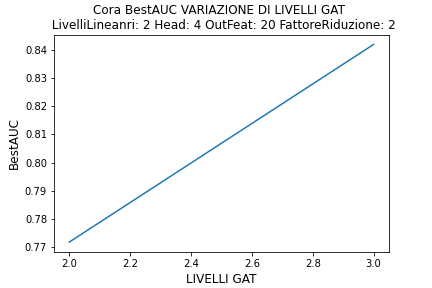 Cora BestAUC VARIAZIONE DI LIVELLI GAT
LivelliLineanri: 2 Head: 4 OutFeat: 20 FattoreRiduzione: 2
0.84
0.83
0.82
0.81
0.80
0.79
0.78
0.77
BestAUC
2.0 2.2 2.4 2.6 2.8 3.0
LIVELLI GAT